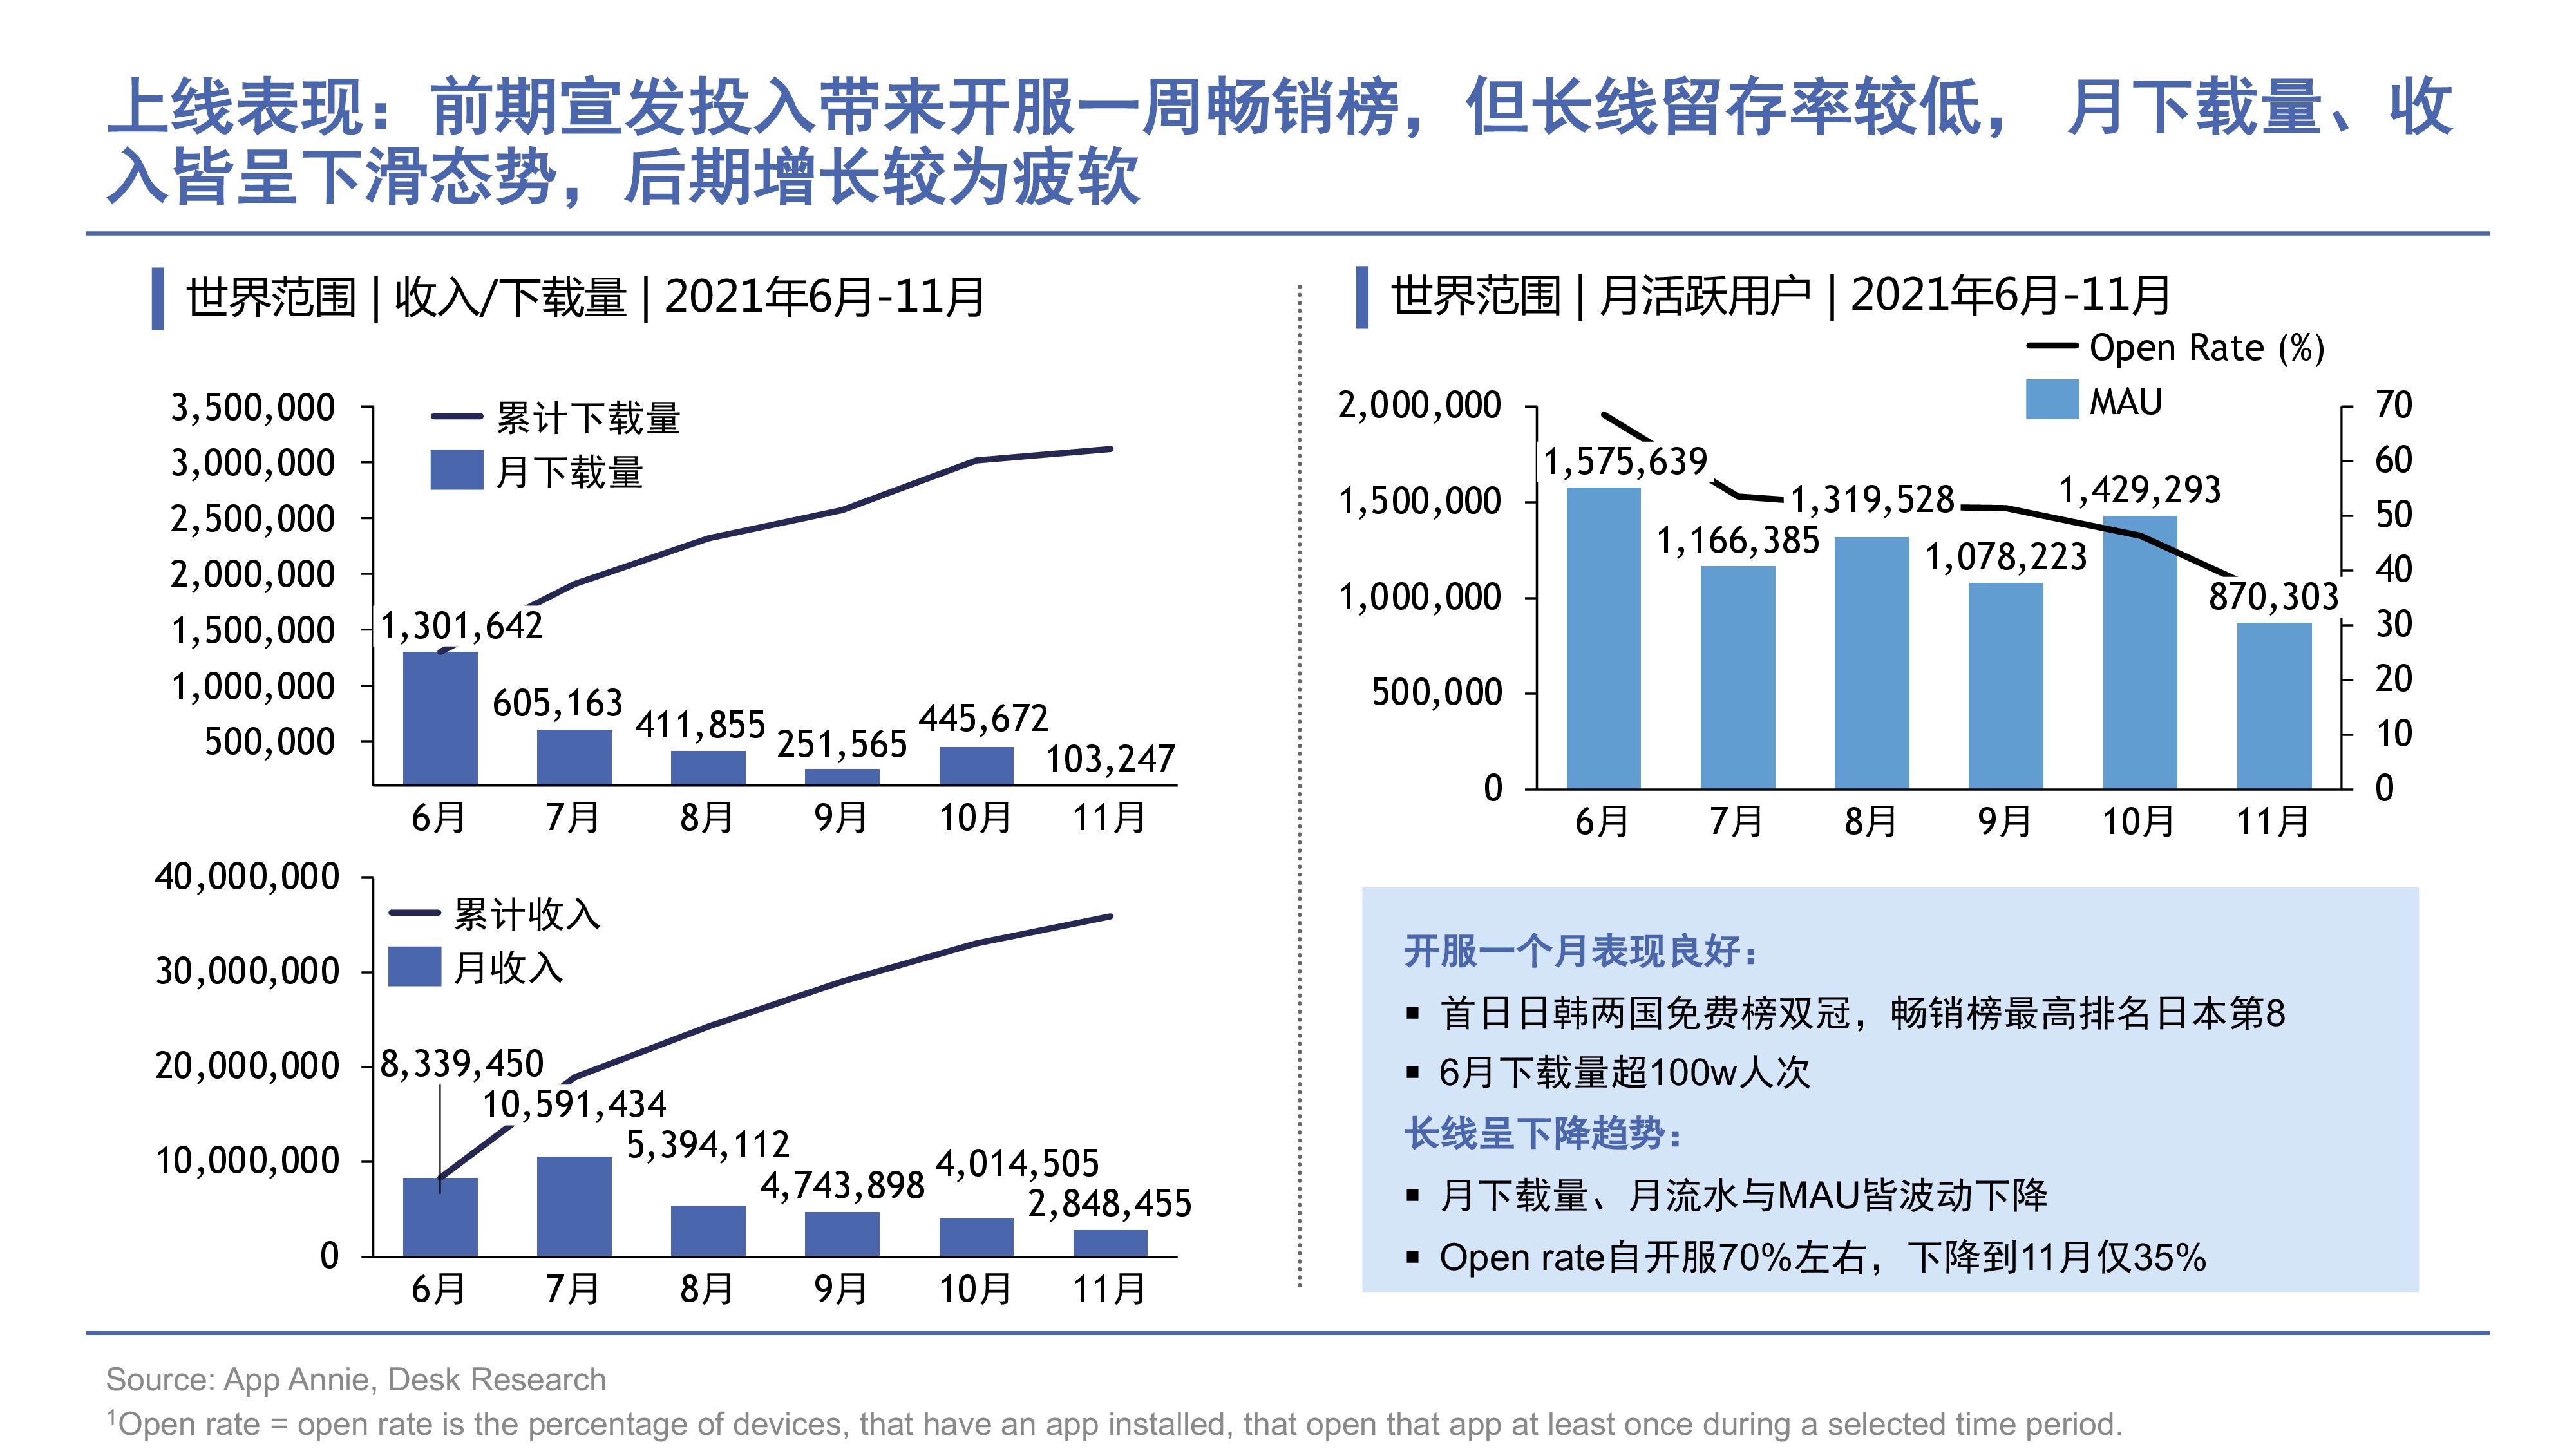 上线表现：前期宣发投入带来开服一周畅销榜，但长线留存率较低， 月下载量、收
入皆呈下滑态势，后期增长较为疲软
世界范围 | 收入/下载量 | 2021年6月-11月
3,500,000
3,000,000
2,500,000
2,000,000
1,500,000
1,000,000
500,000
累计下载量
月下载量
1,301,642
605,163
411,855
251,565
445,672
103,247
6月 7月 8月 9月 10月 11月
40,000,000
30,000,000
20,000,000
10,000,000
0
累计收入
月收入
8,339,450
10,591,434
5,394,112
4,743,898
4,014,505
2,848,455
6月 7月 8月 9月 10月 11月
世界范围 | 月活跃用户 | 2021年6月-11月
Open Rate (%)
MAU
2,000,000
1,500,000
1,000,000
500,000
0
1,575,639
1,166,385
1,319,528
1,078,223
1,429,293
870,303
70
60
50
40
30
20
10
0
6月 7月 8月 9月 10月 11月
开服一个月表现良好：
▪ 首日日韩两国免费榜双冠，畅销榜最高排名日本第8
▪ 6月下载量超100w人次
长线呈下降趋势：
▪ 月下载量、月流水与MAU皆波动下降
▪ Open rate自开服70%左右，下降到11月仅35%
Source: App Annie, Desk Research
¹Open rate = open rate is the percentage of devices, that have an app installed, that open that app at least once during a selected time period.